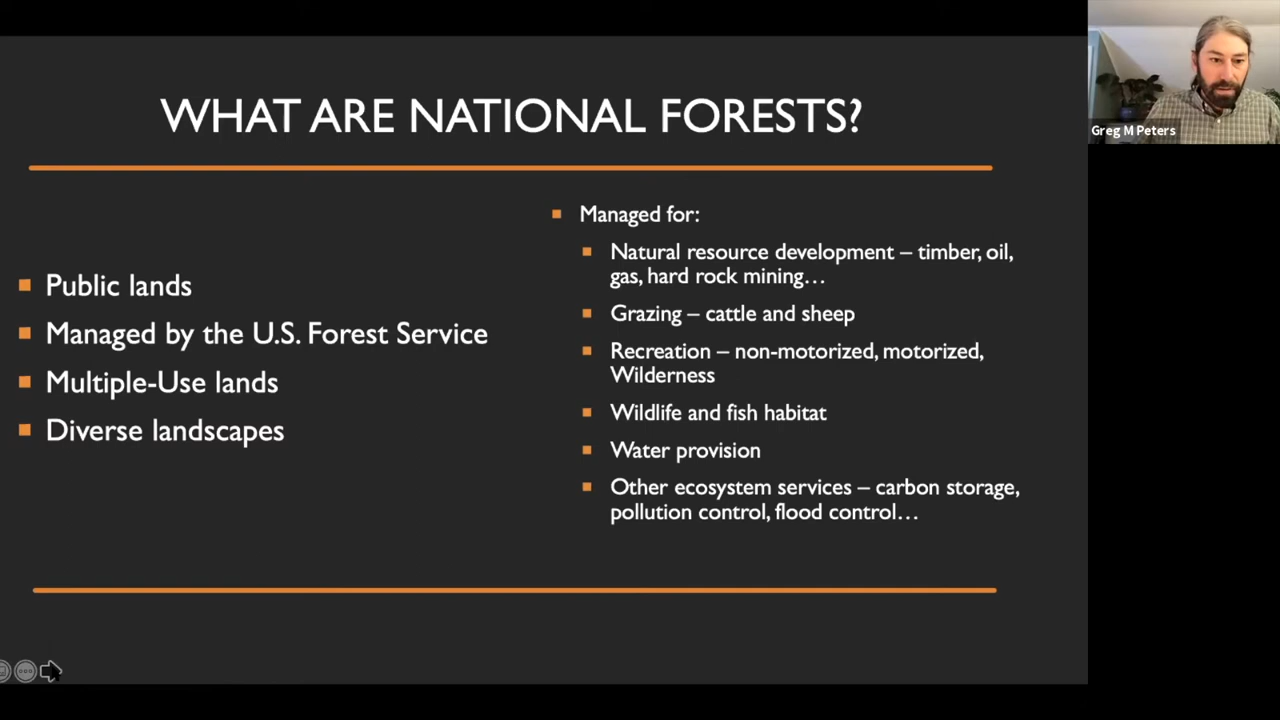 WHAT ARE NATIONAL FORESTS?
Public lands
Managed by the U.S. Forest Service
Multiple-Use lands
Diverse landscapes
Managed for:
Natural resource development – timber, oil,
gas, hard rock mining…
Grazing – cattle and sheep
Recreation – non-motorized, motorized,
Wilderness
Wildlife and fish habitat
Water provision
Other ecosystem services – carbon storage,
pollution control, flood control…
Greg M Peters